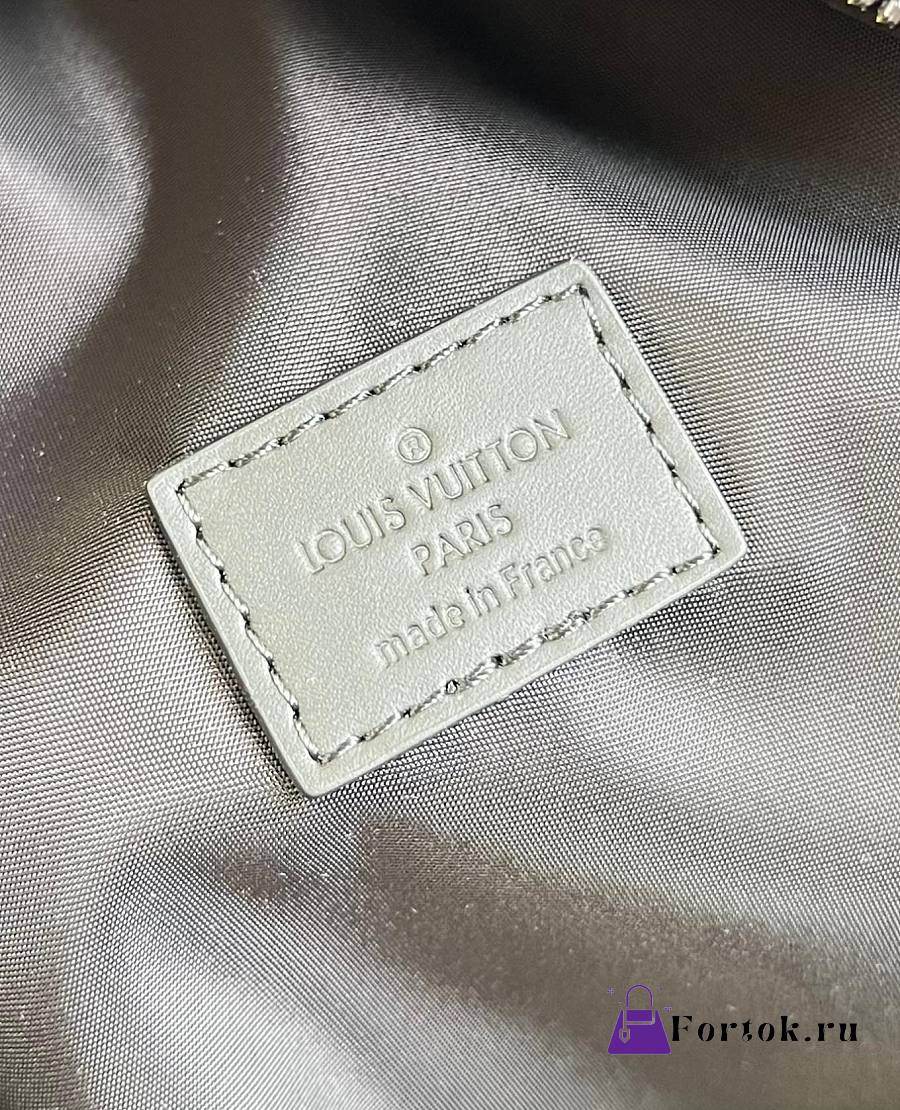 ®
LOUIS VUITTON
PARIS
made in France
Fortok.ru